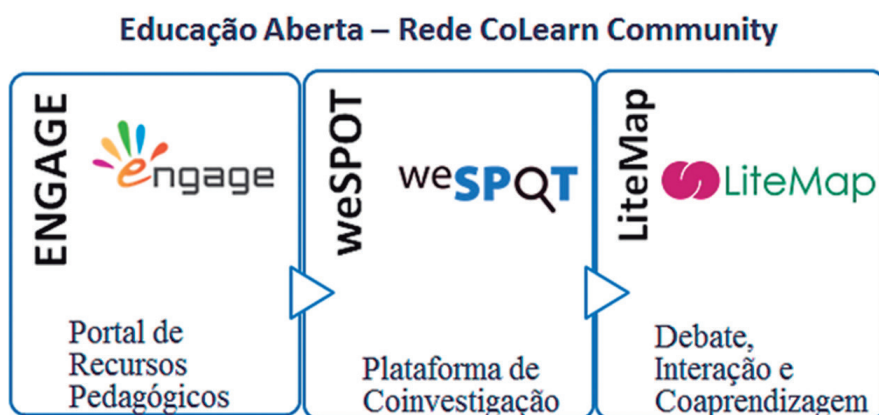 Educação Aberta – Rede CoLearn Community
ENGAGE
engage
Portal de
Recursos
Pedagógicos
weSPOT
weSPOT
Plataforma de
Coinvestigação
LiteMap
LiteMap
Debate,
Interação e
Coaprendizagem